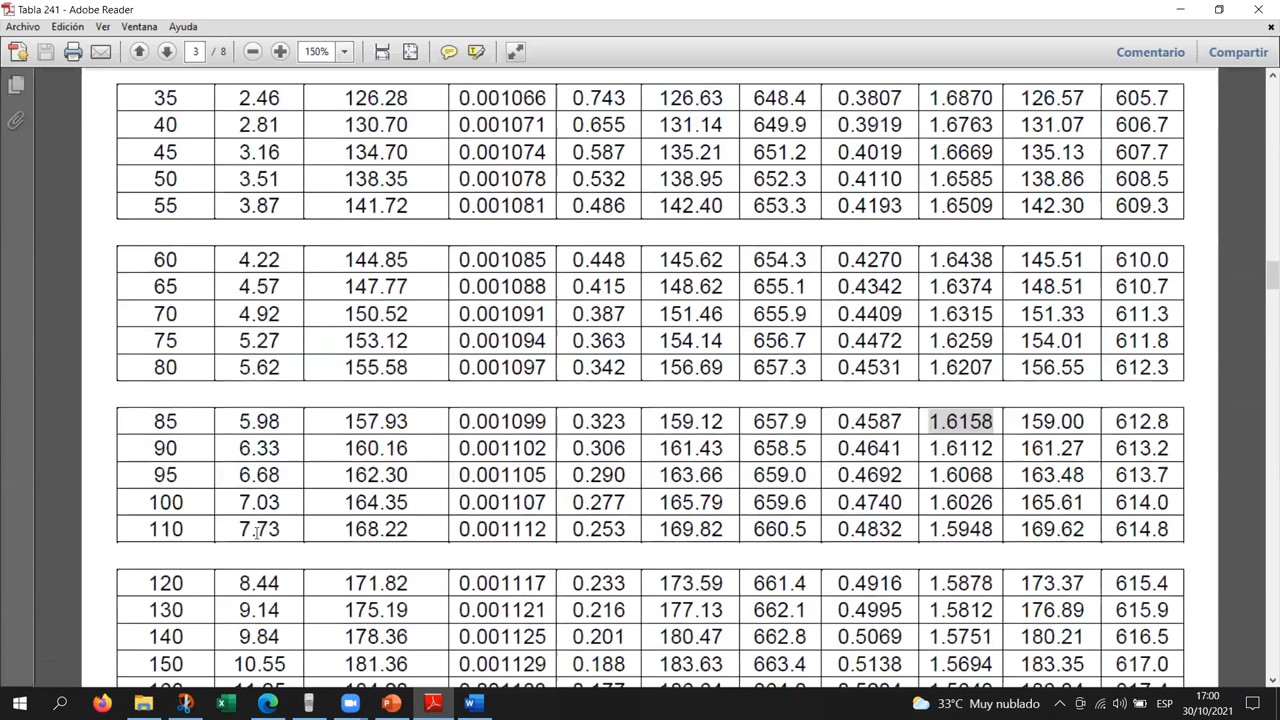 Tabla 241 - Adobe Reader
Archivo Edición Ver Ventana Ayuda
3 / 8 150% Comentario Compartir
35 2.46 126.28 0.001066 0.743 126.63 648.4 0.3807 1.6870 126.57 605.7
40 2.81 130.70 0.001071 0.655 131.14 649.9 0.3919 1.6763 131.07 606.7
45 3.16 134.70 0.001074 0.587 135.21 651.2 0.4019 1.6669 135.13 607.7
50 3.51 138.35 0.001078 0.532 138.95 652.3 0.4110 1.6585 138.86 608.5
55 3.87 141.72 0.001081 0.486 142.40 653.3 0.4193 1.6509 142.30 609.3
60 4.22 144.85 0.001085 0.448 145.62 654.3 0.4270 1.6438 145.51 610.0
65 4.57 147.77 0.001088 0.415 148.62 655.1 0.4342 1.6374 148.51 610.7
70 4.92 150.52 0.001091 0.387 151.46 655.9 0.4409 1.6315 151.33 611.3
75 5.27 153.12 0.001094 0.363 154.14 656.7 0.4472 1.6259 154.01 611.8
80 5.62 155.58 0.001097 0.342 156.69 657.3 0.4531 1.6207 156.55 612.3
85 5.98 157.93 0.001099 0.323 159.12 657.9 0.4587 1.6158 159.00 612.8
90 6.33 160.16 0.001102 0.306 161.43 658.5 0.4641 1.6112 161.27 613.2
95 6.68 162.30 0.001105 0.290 163.66 659.0 0.4692 1.6068 163.48 613.7
100 7.03 164.35 0.001107 0.277 165.79 659.6 0.4740 1.6026 165.61 614.0
110 7.73 168.22 0.001112 0.253 169.82 660.5 0.4832 1.5948 169.62 614.8
120 8.44 171.82 0.001117 0.233 173.59 661.4 0.4916 1.5878 173.37 615.4
130 9.14 175.19 0.001121 0.216 177.13 662.1 0.4995 1.5812 176.89 615.9
140 9.84 178.36 0.001125 0.201 180.47 662.8 0.5069 1.5751 180.21 616.5
150 10.55 181.36 0.001129 0.188 183.63 663.4 0.5138 1.5694 183.35 617.0
33°C Muy nublado ESP 17:00
30/10/2021